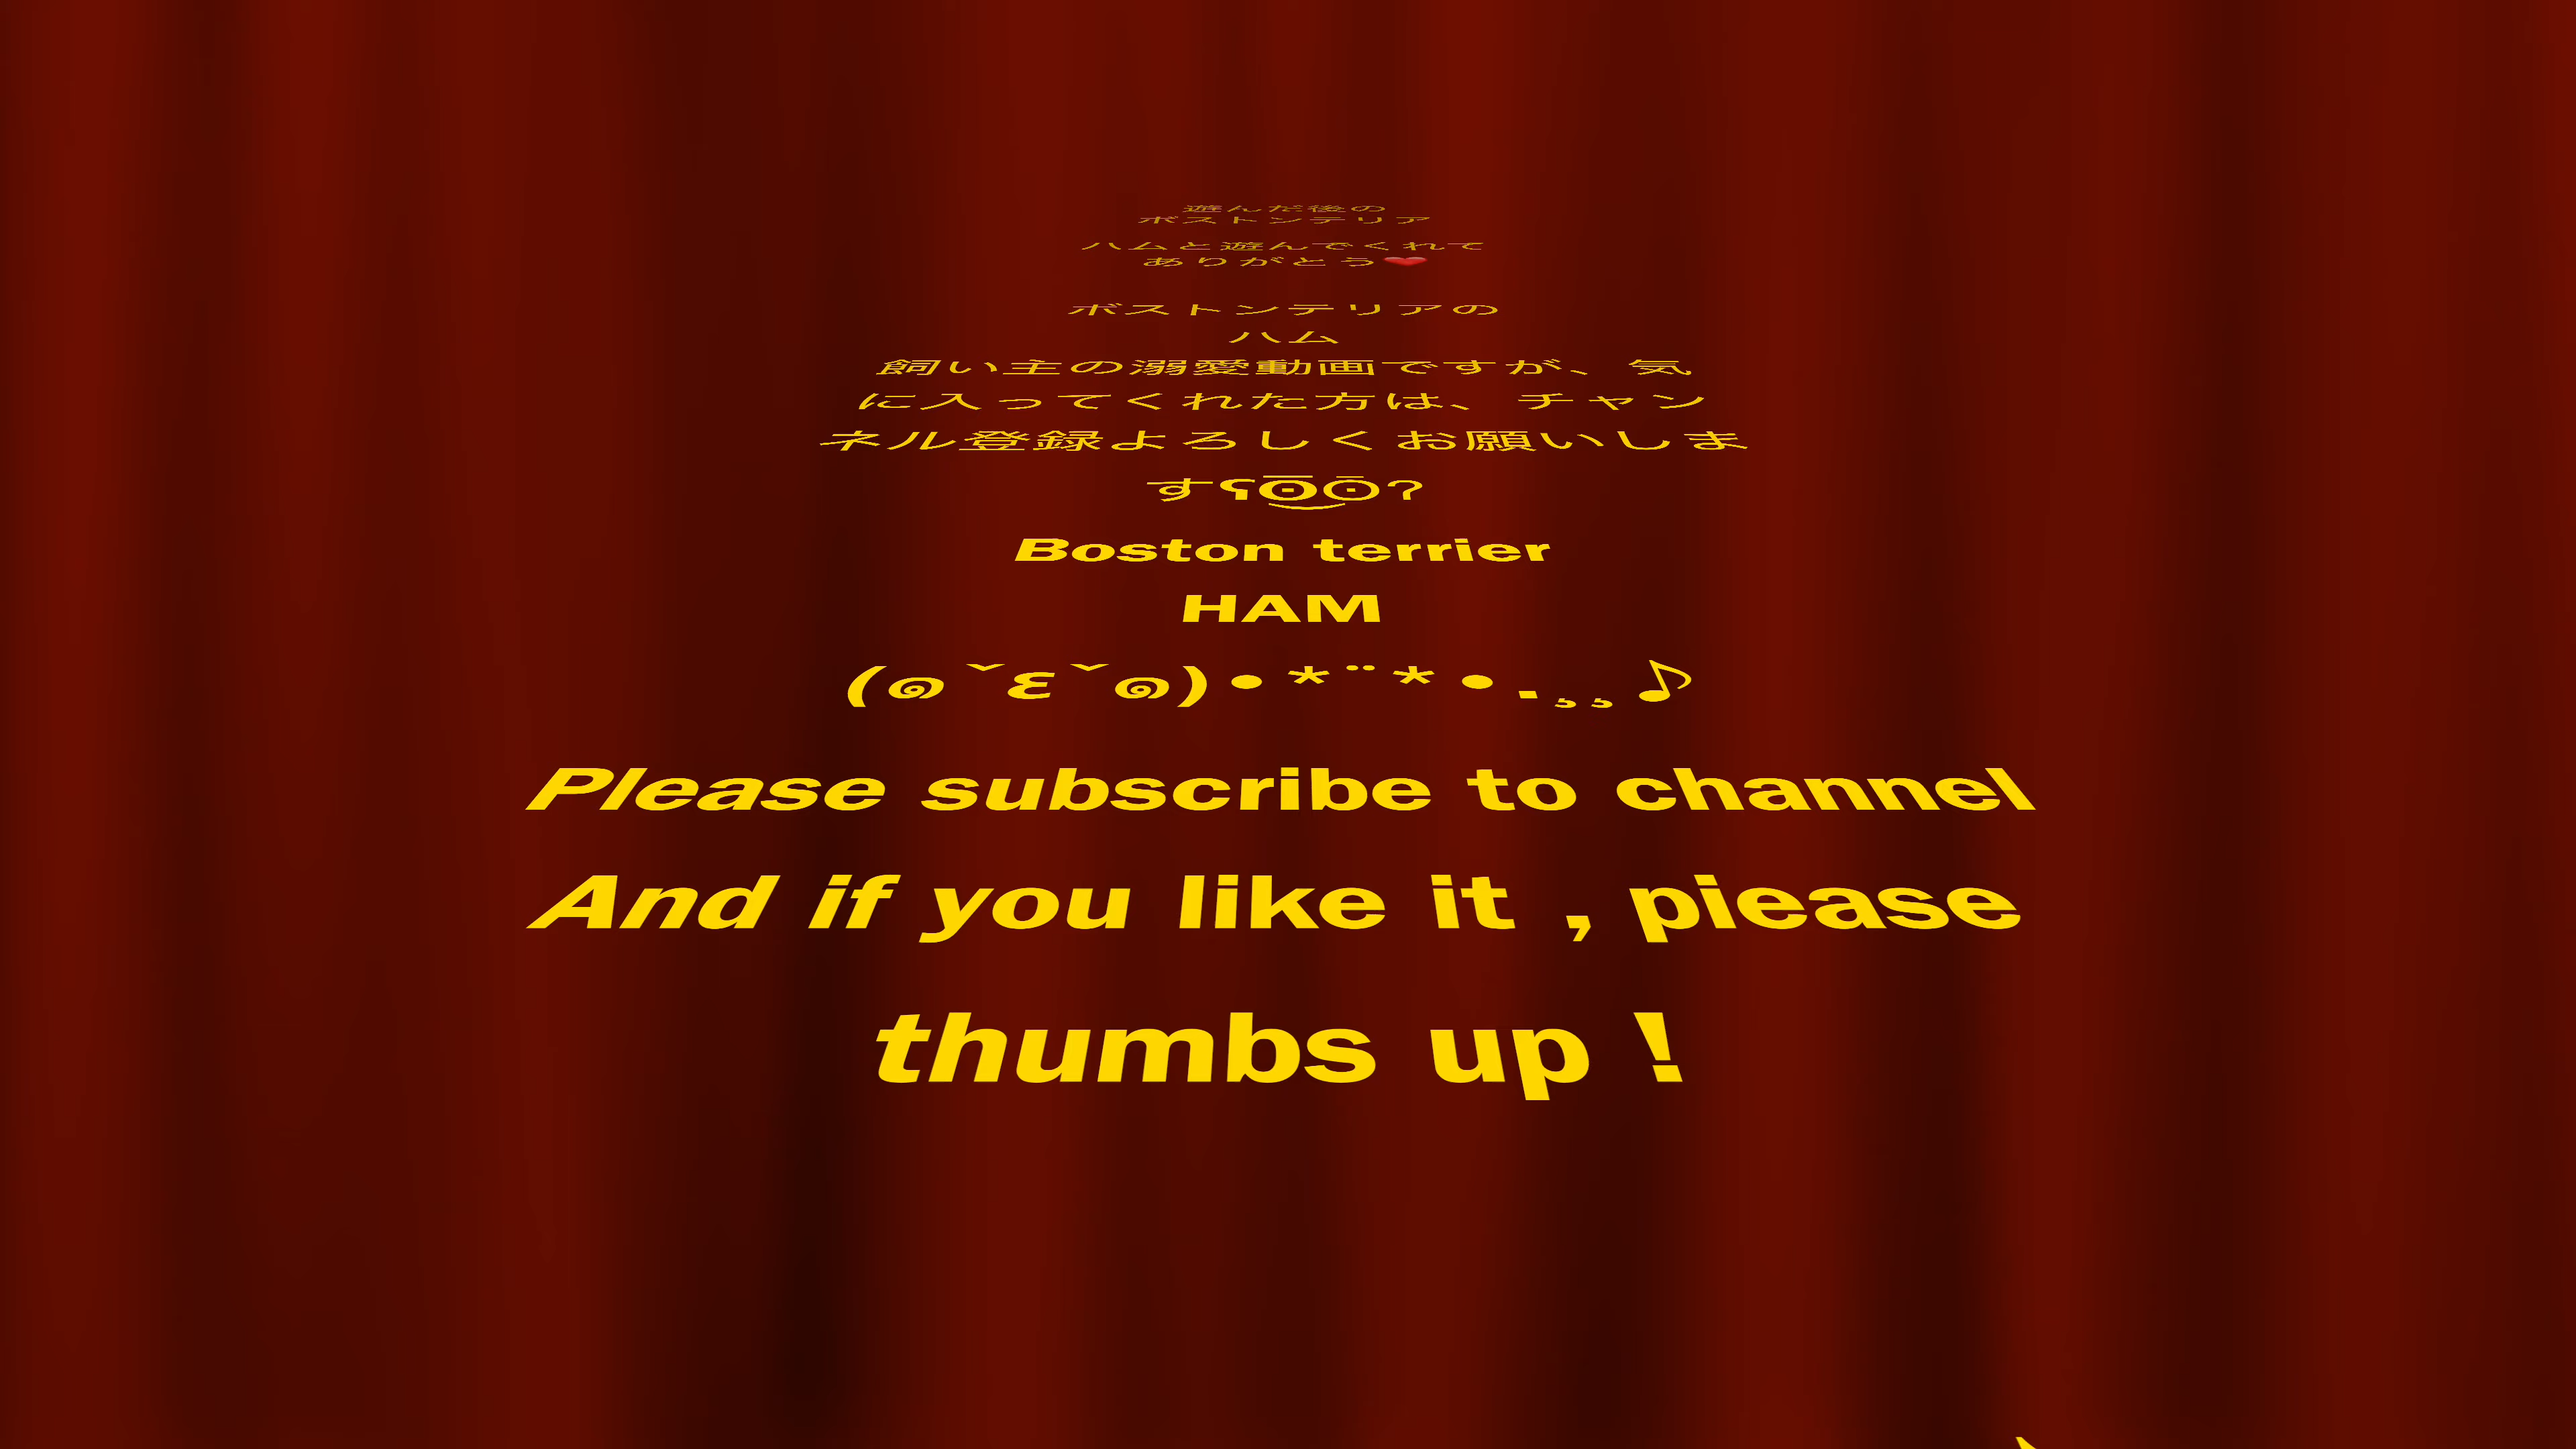 遊んだ後の
ボストンテリア
ハムと遊んでくれて
ありがとう❤️
ボストンテリアの
ハム
飼い主の溺愛動画ですが、気
に入ってくれた方は、チャン
ネル登録よろしくお願いしま
すʕ⊙̅͜⊙̅ʔ
Boston terrier
HAM
(๑˘ε˘๑)•*¨*•.¸¸♪
Please subscribe to channel
And if you like it , piease
thumbs up !